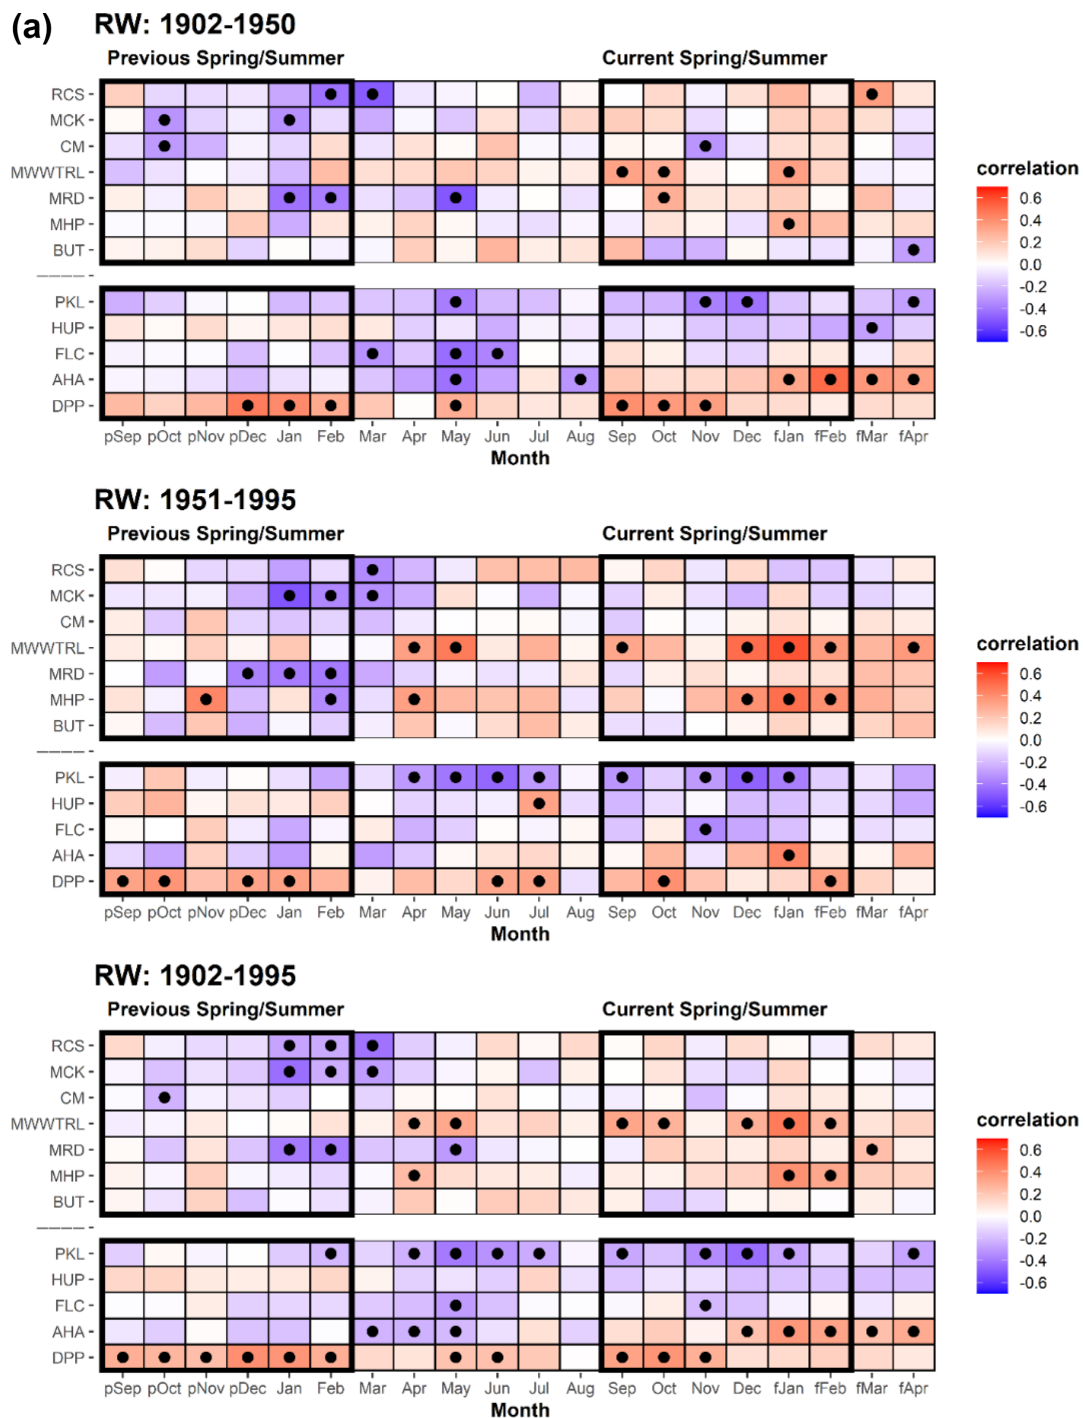 (a) RW: 1902-1950
Previous Spring/Summer Current Spring/Summer
RCS
MCK
CM
MWWTRL
MRD
MHP
BUT
————
PKL
HUP
FLC
AHA
DPP
pSep pOct pNov pDec Jan Feb Mar Apr May Jun Jul Aug Sep Oct Nov Dec fJan fFeb fMar fApr
Month
correlation
0.6
0.4
0.2
0.0
-0.2
-0.4
-0.6
RW: 1951-1995
Previous Spring/Summer Current Spring/Summer
RCS
MCK
CM
MWWTRL
MRD
MHP
BUT
————
PKL
HUP
FLC
AHA
DPP
pSep pOct pNov pDec Jan Feb Mar Apr May Jun Jul Aug Sep Oct Nov Dec fJan fFeb fMar fApr
Month
correlation
0.6
0.4
0.2
0.0
-0.2
-0.4
-0.6
RW: 1902-1995
Previous Spring/Summer Current Spring/Summer
RCS
MCK
CM
MWWTRL
MRD
MHP
BUT
————
PKL
HUP
FLC
AHA
DPP
pSep pOct pNov pDec Jan Feb Mar Apr May Jun Jul Aug Sep Oct Nov Dec fJan fFeb fMar fApr
Month
correlation
0.6
0.4
0.2
0.0
-0.2
-0.4
-0.6